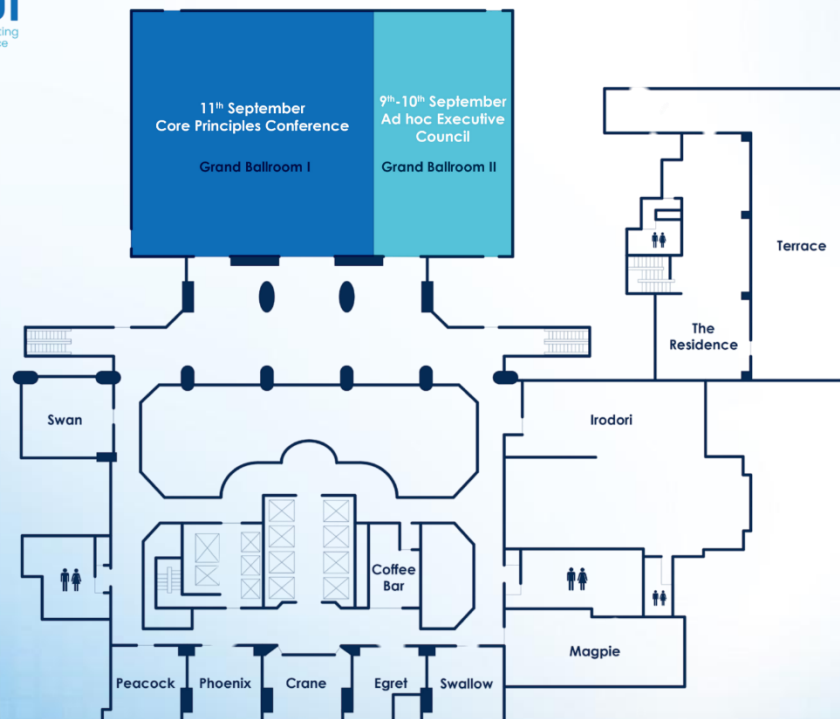 11th September
Core Principles Conference
Grand Ballroom I
9th-10th September
Ad hoc Executive
Council
Grand Ballroom II
Terrace
The
Residence
Swan
Irodori
Coffee
Bar
Magpie
Peacock
Phoenix
Crane
Egret
Swallow